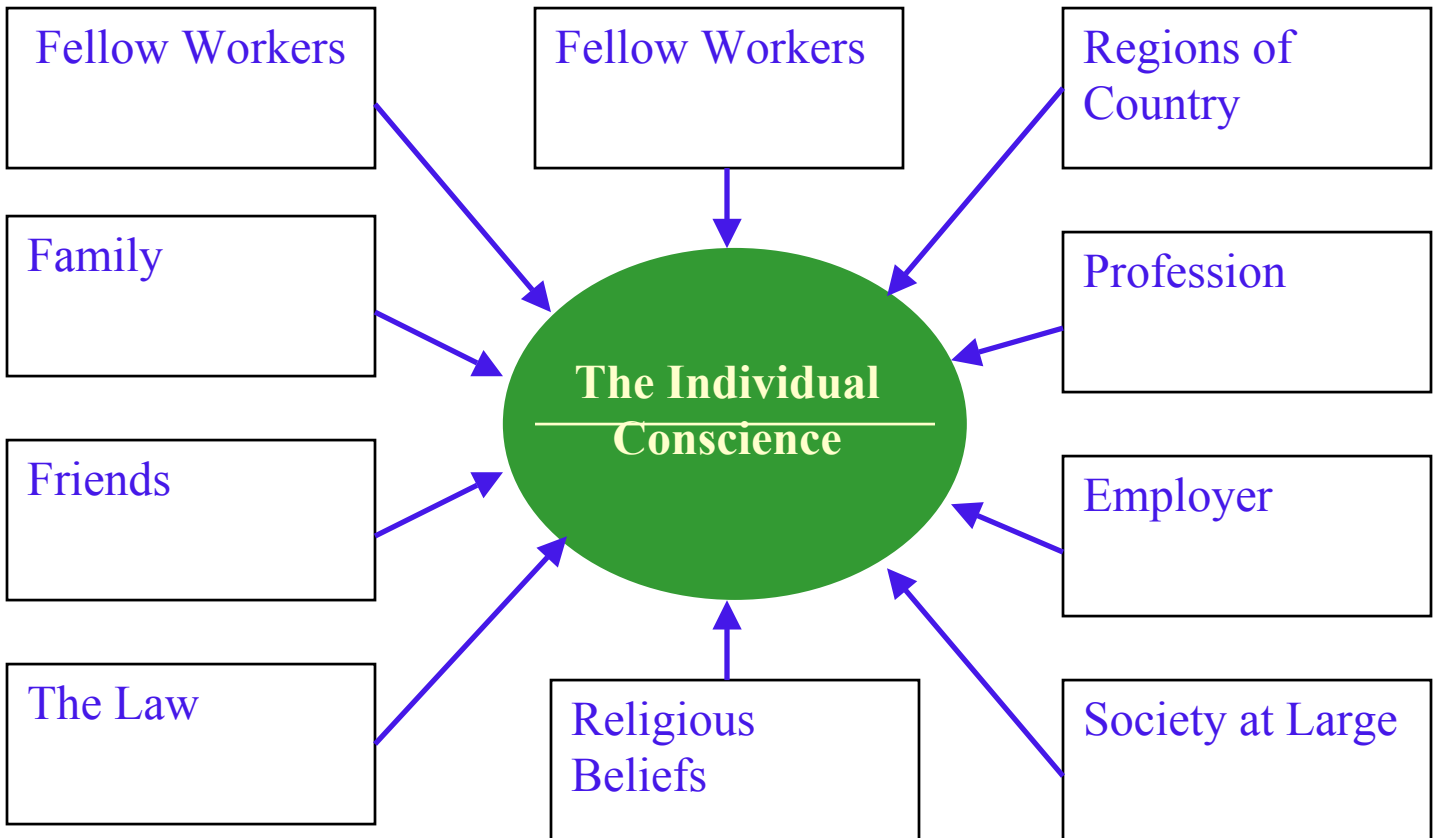 Fellow Workers
Fellow Workers
Regions of
Country
Family
Profession
The Individual
Conscience
Friends
Employer
The Law
Religious
Beliefs
Society at Large